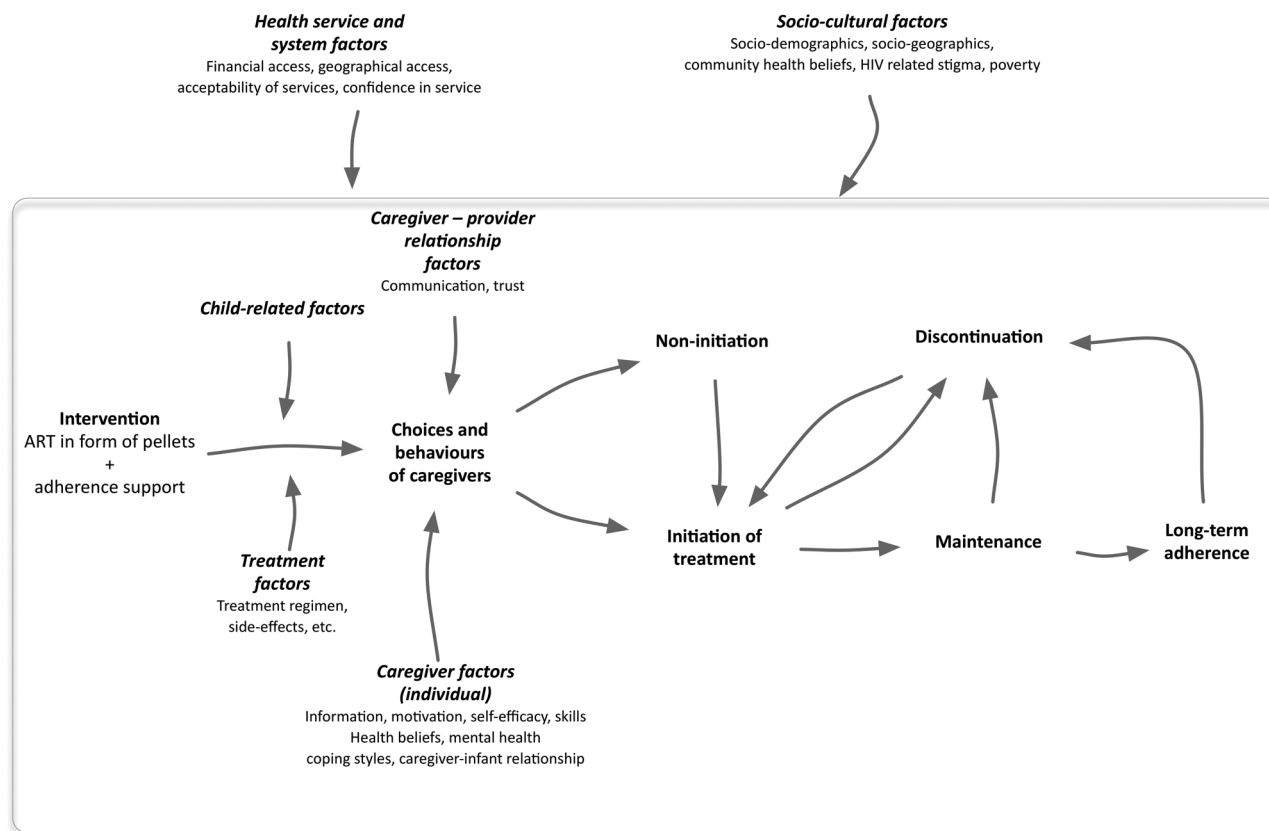 Health service and
system factors
Financial access, geographical access,
acceptability of services, confidence in service
Socio-cultural factors
Socio-demographics, socio-geographics,
community health beliefs, HIV related stigma, poverty
Caregiver – provider
relationship
factors
Communication, trust
Child-related factors
Intervention
ART in form of pellets
+
adherence support
Treatment
factors
Treatment regimen,
side-effects, etc.
Choices and
behaviours
of caregivers
Caregiver factors
(individual)
Information, motivation, self-efficacy, skills
Health beliefs, mental health
coping styles, caregiver-infant relationship
Non-initiation
Initiation of
treatment
Discontinuation
Maintenance
Long-term
adherence